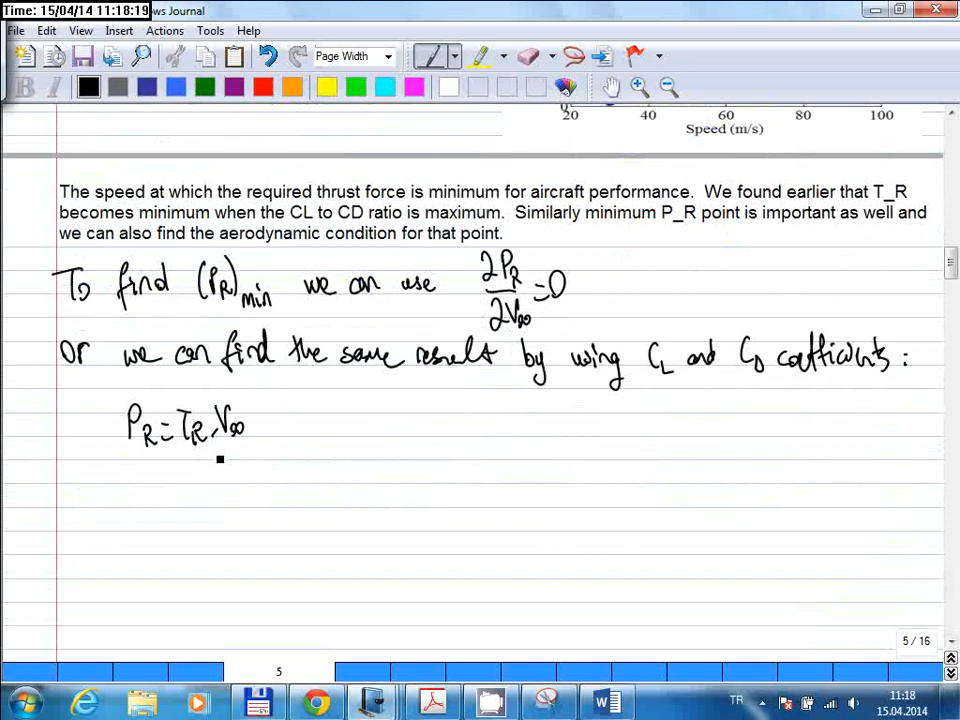 Time: 15/04/14 11:18:19
ows Journal
File Edit View Insert Actions Tools Help
Page Width
B I
0
20 40 60 80 100
Speed (m/s)
The speed at which the required thrust force is minimum for aircraft performance. We found earlier that T_R
becomes minimum when the CL to CD ratio is maximum. Similarly minimum P_R point is important as well and
we can also find the aerodynamic condition for that point.
To find (P_R)_min we can use ∂P_R/∂V_∞ = 0
Or we can find the same result by using C_L and C_D coefficients:
P_R = T_R . V_∞
5 / 16
5
TR
11:18
15.04.2014